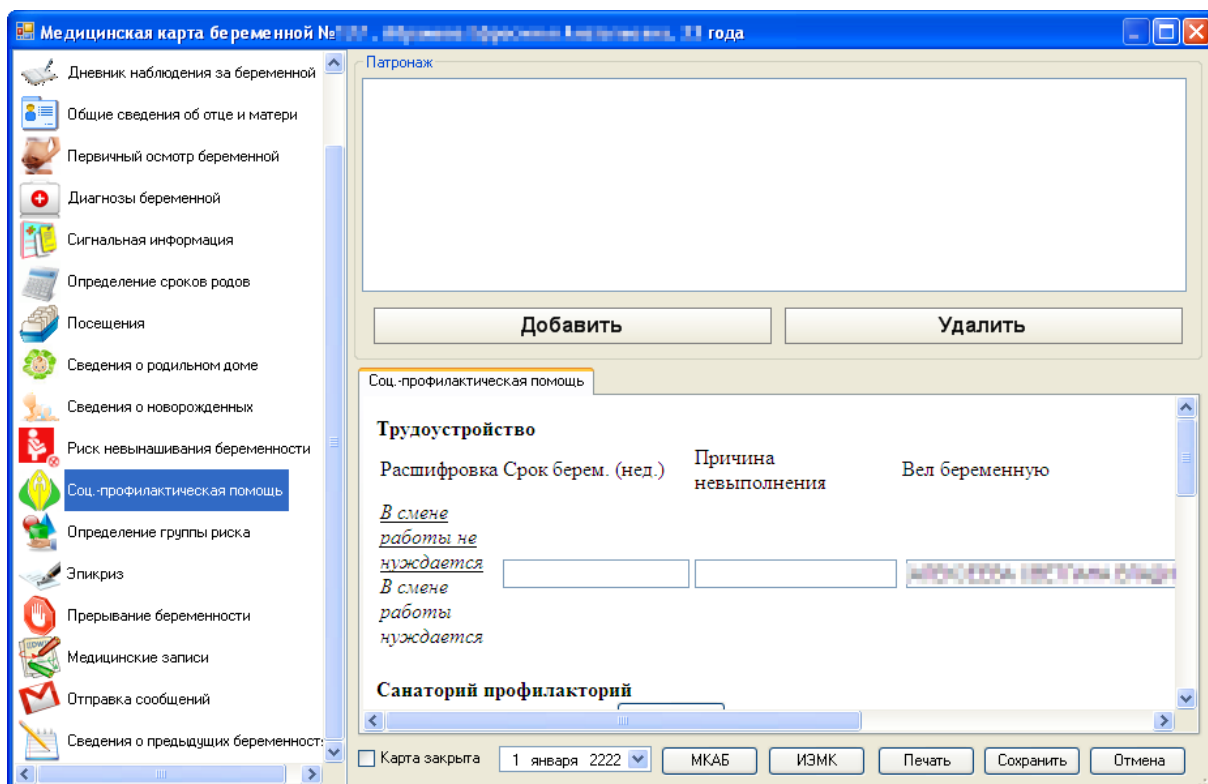 Медицинская карта беременной №
года
Дневник наблюдения за беременной
Общие сведения об отце и матери
Первичный осмотр беременной
Диагнозы беременной
Сигнальная информация
Определение сроков родов
Посещения
Сведения о родильном доме
Сведения о новорожденных
Риск невынашивания беременности
Соц.-профилактическая помощь
Определение группы риска
Эпикриз
Прерывание беременности
Медицинские записи
Отправка сообщений
Сведения о предыдущих беременност
Патронаж
Добавить
Удалить
Соц.-профилактическая помощь
Трудоустройство
Расшифровка Срок берем. (нед.)
Причина
невыполнения
Вел беременную
В смене
работы не
нуждается
В смене
работы
нуждается
Санаторий профилакторий
Карта закрыта
1 января 2222
МКАБ
ИЭМК
Печать
Сохранить
Отмена